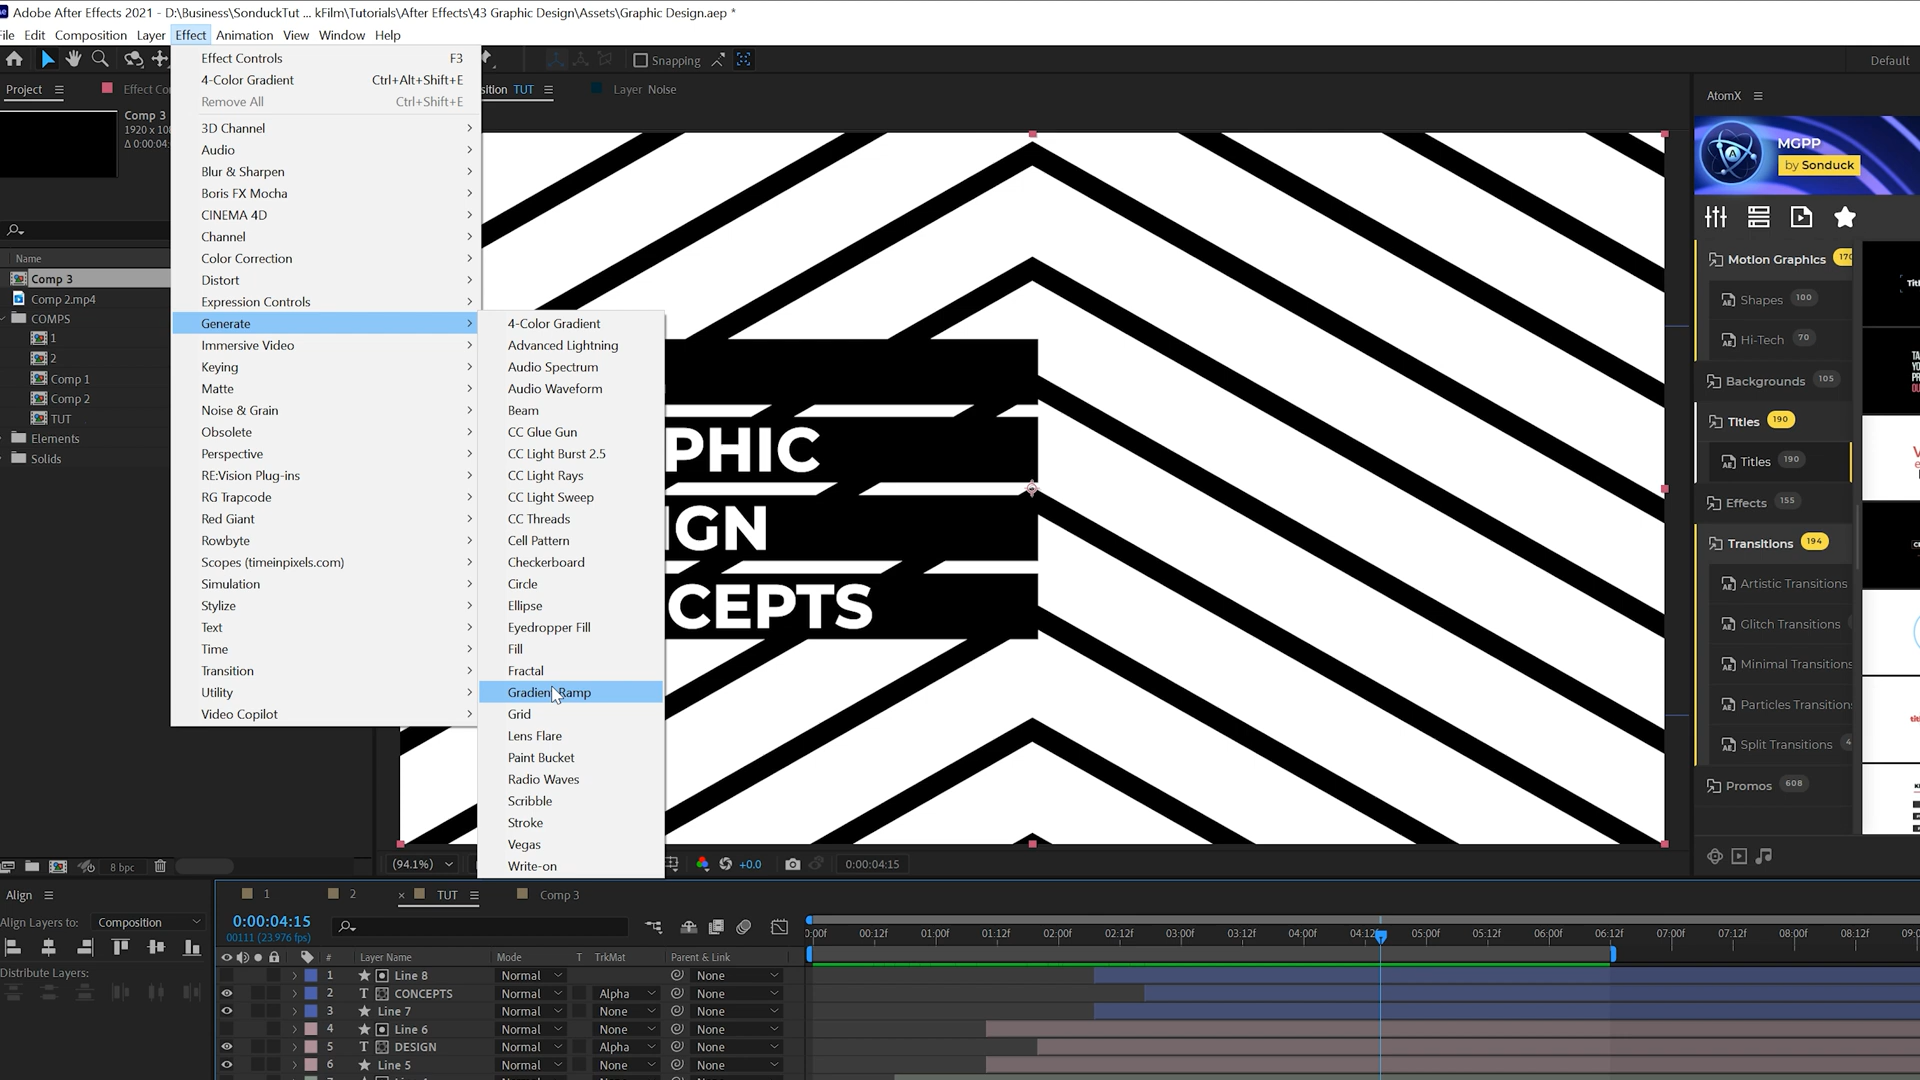 Adobe After Effects 2021 - D:\Business\SonduckTut ... kFilm\Tutorials\After Effects\43 Graphic Design\Assets\Graphic Design.aep *
File Edit Composition Layer Effect Animation View Window Help
Snapping
Default
Project
Effect Co
sition TUT
Layer Noise
AtomX
Comp 3
1920 x 108
Δ 0:00:04:
MGPP
by Sonduck
Effect Controls F3
4-Color Gradient Ctrl+Alt+Shift+E
Remove All Ctrl+Shift+E
3D Channel
Audio
Blur & Sharpen
Boris FX Mocha
CINEMA 4D
Channel
Color Correction
Distort
Expression Controls
Generate
Immersive Video
Keying
Matte
Noise & Grain
Obsolete
Perspective
RE:Vision Plug-ins
RG Trapcode
Red Giant
Rowbyte
Scopes (timeinpixels.com)
Simulation
Stylize
Text
Time
Transition
Utility
Video Copilot
4-Color Gradient
Advanced Lightning
Audio Spectrum
Audio Waveform
Beam
CC Glue Gun
CC Light Burst 2.5
CC Light Rays
CC Light Sweep
CC Threads
Cell Pattern
Checkerboard
Circle
Ellipse
Eyedropper Fill
Fill
Fractal
Gradient Ramp
Grid
Lens Flare
Paint Bucket
Radio Waves
Scribble
Stroke
Vegas
Write-on
Name
Comp 3
Comp 2.mp4
COMPS
1
2
Comp 1
Comp 2
TUT
Elements
Solids
PHIC
IGN
CEPTS
Motion Graphics 170
Shapes 100
Hi-Tech 70
Backgrounds 105
Titles 190
Titles 190
Effects 155
Transitions 194
Artistic Transitions
Glitch Transitions
Minimal Transitions
Particles Transitions
Split Transitions 4
Promos 608
8 bpc
(94.1%)
+0.0
0:00:04:15
Align
Align Layers to: Composition
Distribute Layers:
1
2
TUT
Comp 3
0:00:04:15
00111 (23.976 fps)
0:00f 00:12f 01:00f 01:12f 02:00f 02:12f 03:00f 03:12f 04:00f 04:12f 05:00f 05:12f 06:00f 06:12f 07:00f 07:12f 08:00f 08:12f 09:0
# Layer Name Mode T TrkMat Parent & Link
1 Line 8 Normal None
2 T CONCEPTS Normal Alpha None
3 Line 7 Normal None None
4 Line 6 Normal None None
5 T DESIGN Normal Alpha None
6 Line 5 Normal None None